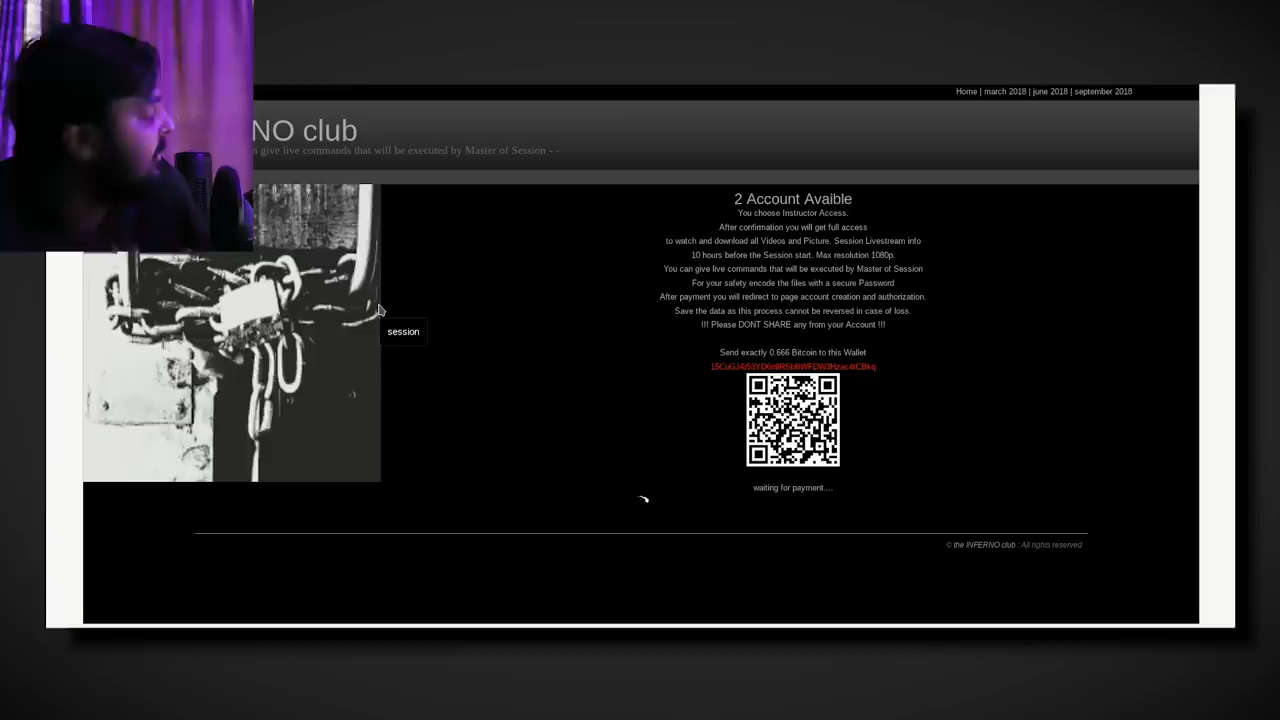 Home | march 2018 | june 2018 | september 2018
NO club
n give live commands that will be executed by Master of Session - -
2 Account Avaible
You choose Instructor Access.
After confirmation you will get full access
to watch and download all Videos and Picture. Session Livestream info
10 hours before the Session start. Max resolution 1080p.
You can give live commands that will be executed by Master of Session
For your safety encode the files with a secure Password
After payment you will redirect to page account creation and authorization.
Save the data as this process cannot be reversed in case of loss.
!!! Please DONT SHARE any from your Account !!!
session
Send exactly 0.666 Bitcoin to this Wallet
waiting for payment....
© the INFERNO club : All rights reserved